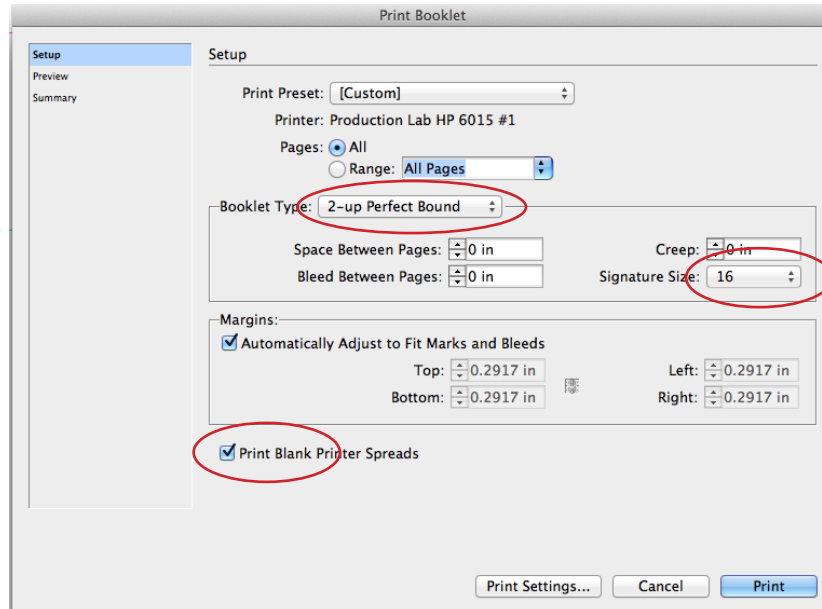 Print Booklet
Setup
Preview
Summary
Setup
Print Preset: [Custom]
Printer: Production Lab HP 6015 #1
Pages: All
Range: All Pages
Booklet Type: 2-up Perfect Bound
Space Between Pages: 0 in Creep: 0 in
Bleed Between Pages: 0 in Signature Size: 16
Margins:
Automatically Adjust to Fit Marks and Bleeds
Top: 0.2917 in Left: 0.2917 in
Bottom: 0.2917 in Right: 0.2917 in
Print Blank Printer Spreads
Print Settings... Cancel Print